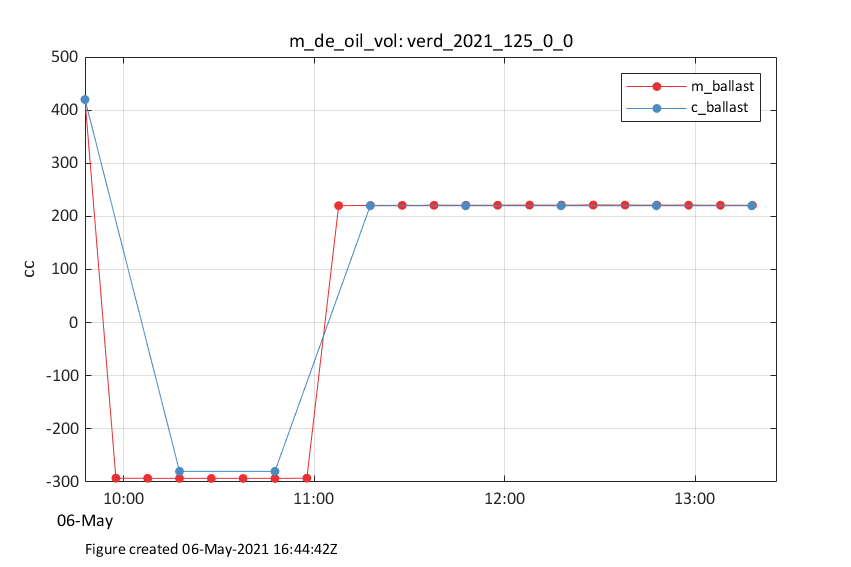 m_de_oil_vol: verd_2021_125_0_0
500
400
300
200
100
0
-100
-200
-300
cc
m_ballast
c_ballast
10:00
11:00
12:00
13:00
06-May
Figure created 06-May-2021 16:44:42Z